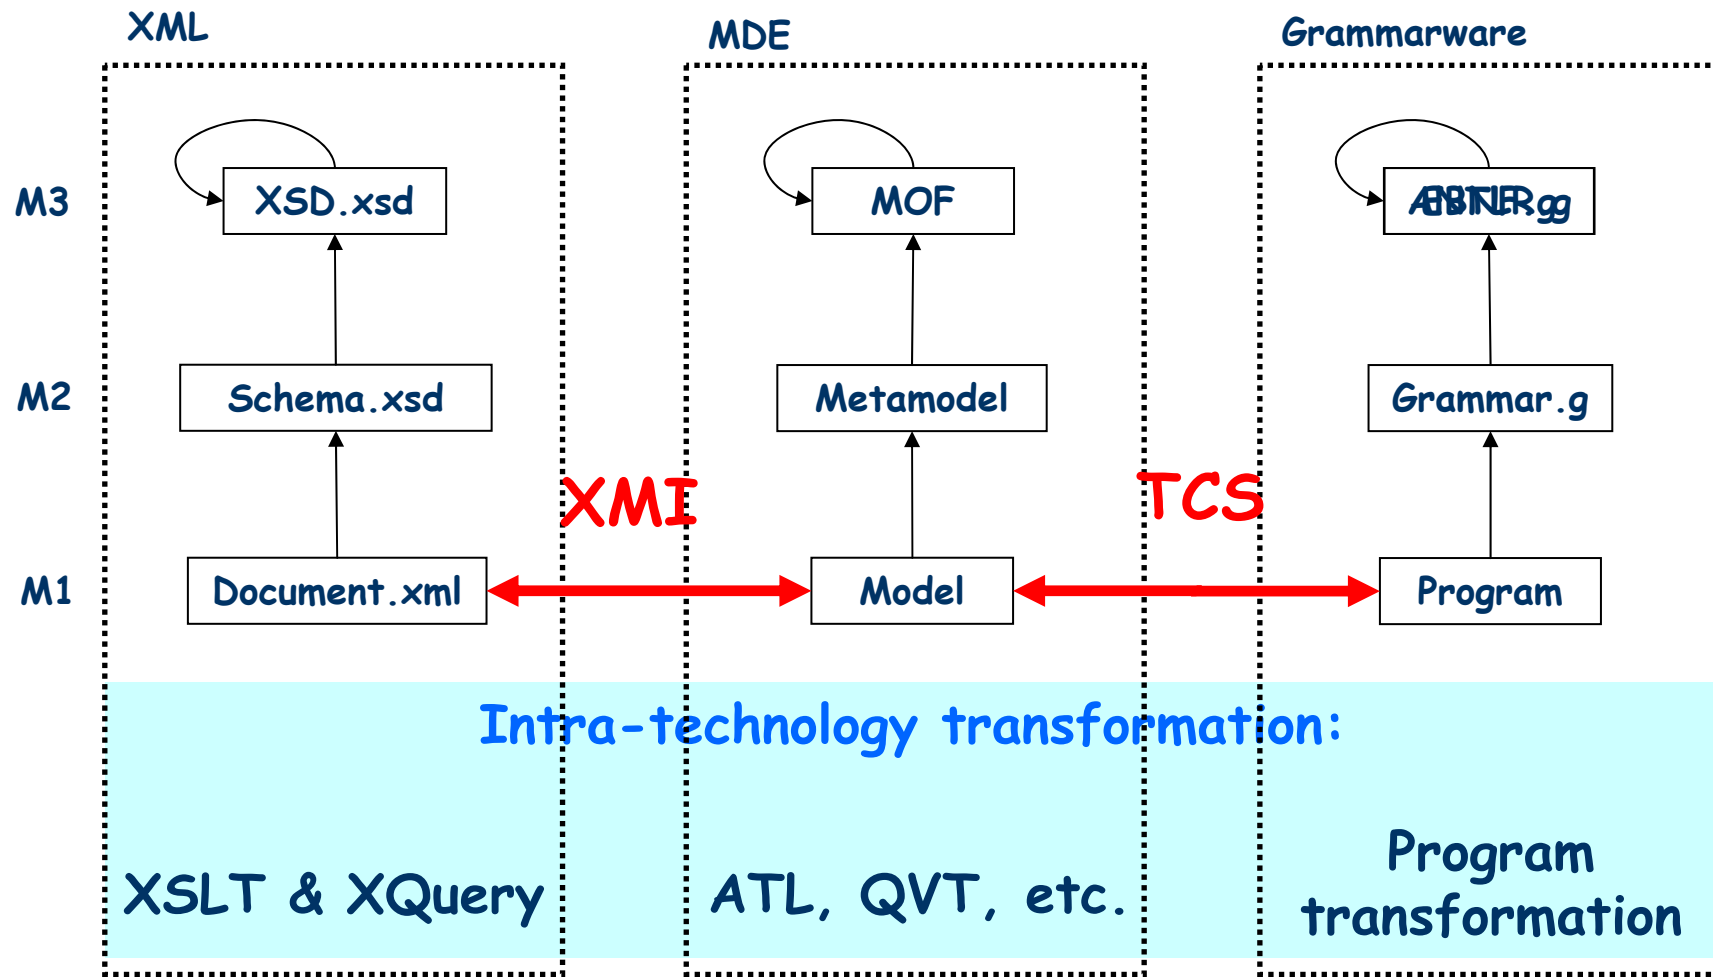 XML
MDE
Grammarware
M3
XSD.xsd
MOF
M2
Schema.xsd
Metamodel
Grammar.g
XMI
TCS
M1
Document.xml
Model
Program
Intra-technology transformation:
XSLT & XQuery
ATL, QVT, etc.
Program
transformation